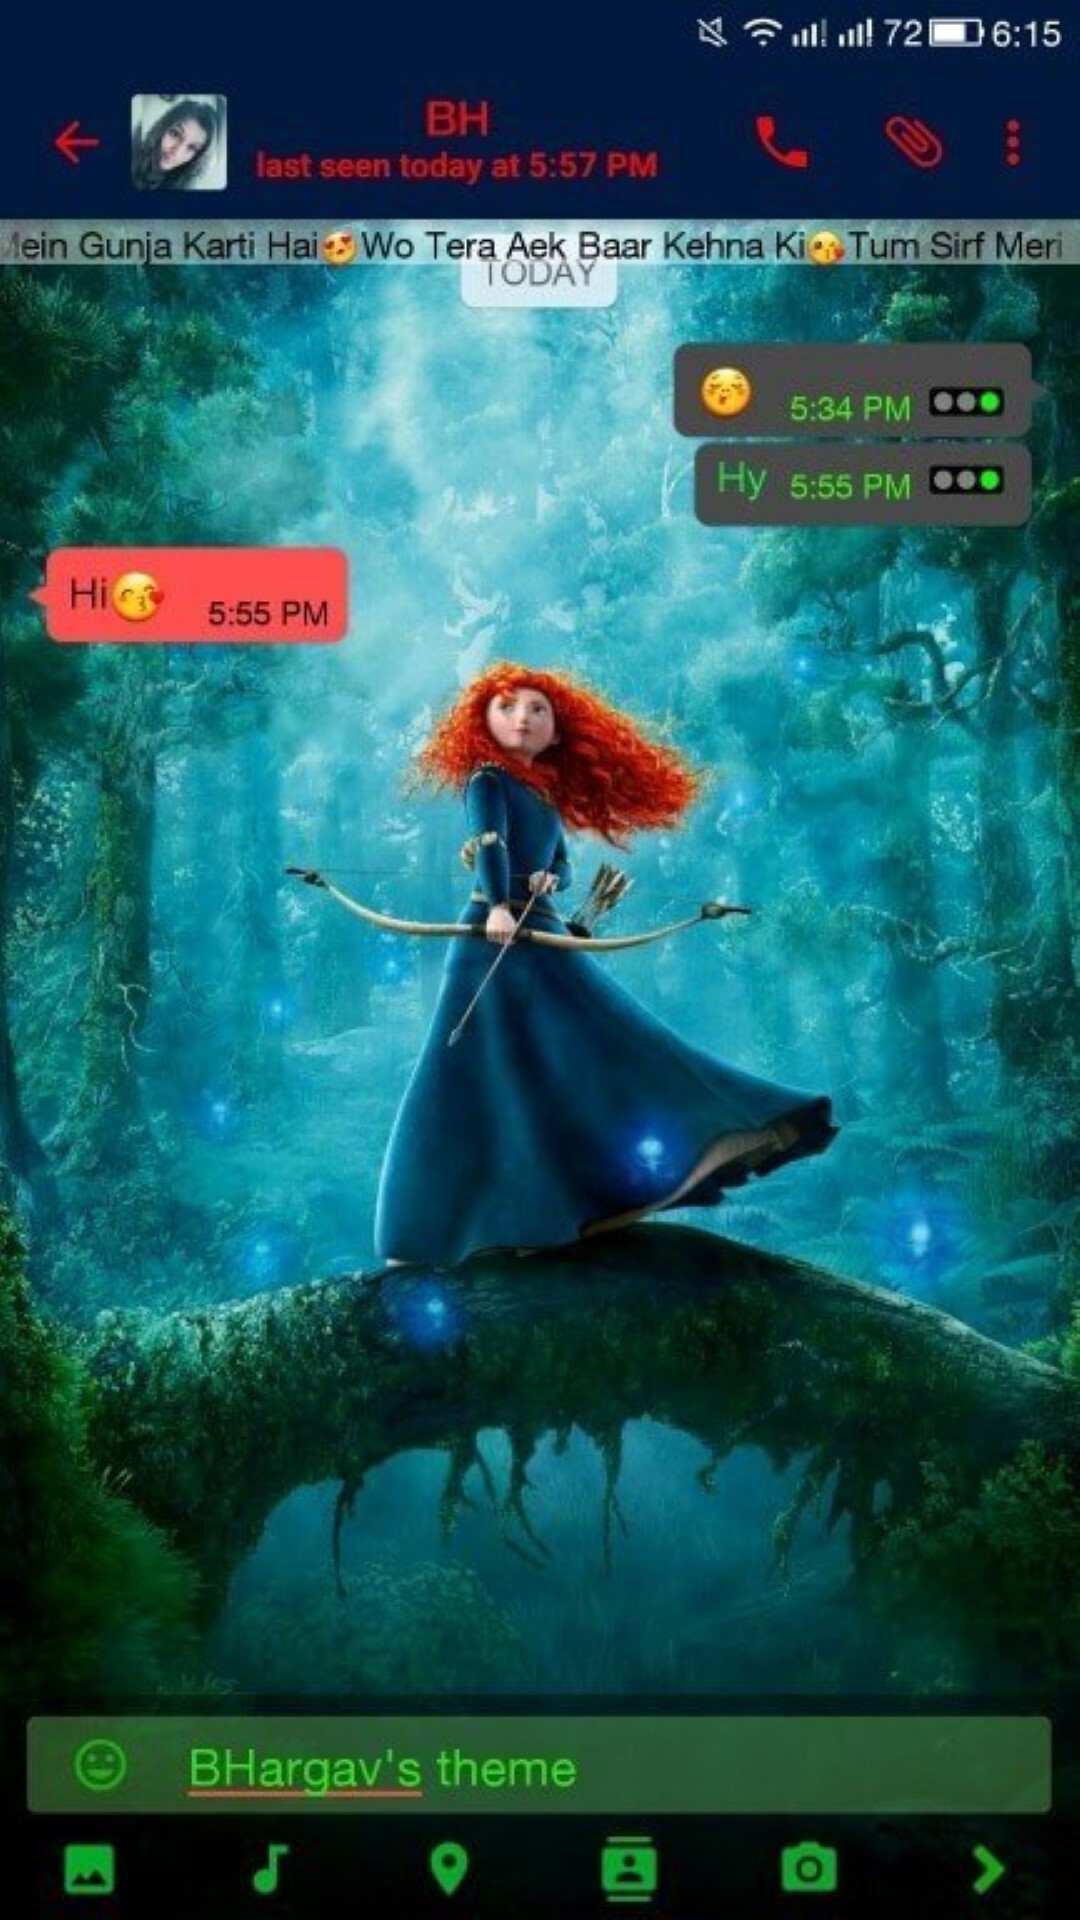 72 6:15
BH
last seen today at 5:57 PM
Gunja Karti Hai😍Wo Tera Aek Baar Kehna Ki😘Tum Sirf Meri
TODAY
😚 5:34 PM
Hy 5:55 PM
Hi😘 5:55 PM
BHargav's theme